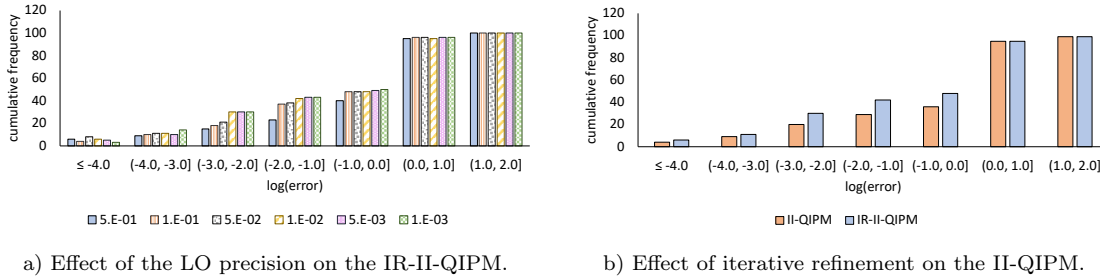 120
100
80
60
40
20
0
cumulative frequency
≤ -4.0 (-4.0, -3.0] (-3.0, -2.0] (-2.0, -1.0] (-1.0, 0.0] (0.0, 1.0] (1.0, 2.0]
log(error)
5.E-01 1.E-01 5.E-02 1.E-02 5.E-03 1.E-03
a) Effect of the LO precision on the IR-II-QIPM.
120
100
80
60
40
20
0
cumulative frequency
≤ -4.0 (-4.0, -3.0] (-3.0, -2.0] (-2.0, -1.0] (-1.0, 0.0] (0.0, 1.0] (1.0, 2.0]
log(error)
II-QIPM IR-II-QIPM
b) Effect of iterative refinement on the II-QIPM.